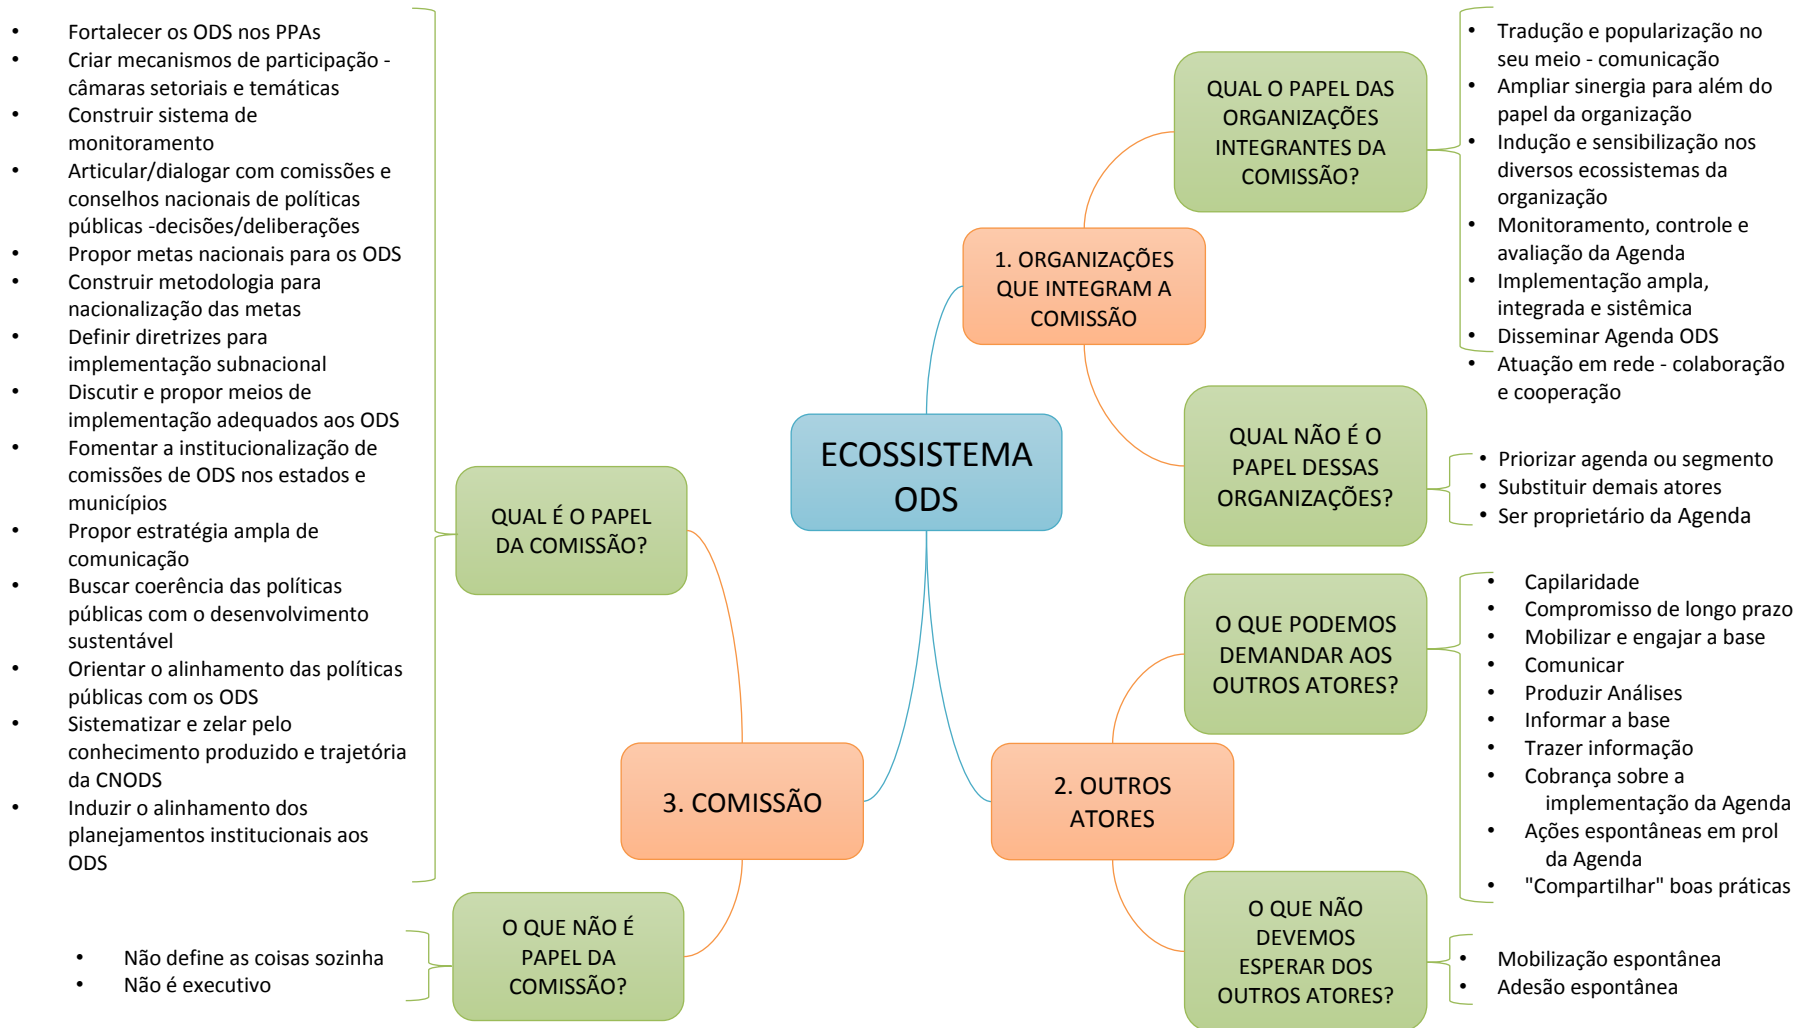 • Fortalecer os ODS nos PPAs
• Criar mecanismos de participação -
câmaras setoriais e temáticas
• Construir sistema de
monitoramento
• Articular/dialogar com comissões e
conselhos nacionais de políticas
públicas -decisões/deliberações
• Propor metas nacionais para os ODS
• Construir metodologia para
nacionalização das metas
• Definir diretrizes para
implementação subnacional
• Discutir e propor meios de
implementação adequados aos ODS
• Fomentar a institucionalização de
comissões de ODS nos estados e
municípios
• Propor estratégia ampla de
comunicação
• Buscar coerência das políticas
públicas com o desenvolvimento
sustentável
• Orientar o alinhamento das políticas
públicas com os ODS
• Sistematizar e zelar pelo
conhecimento produzido e trajetória
da CNODS
• Induzir o alinhamento dos
planejamentos institucionais aos
ODS
QUAL É O PAPEL
DA COMISSÃO?
• Não define as coisas sozinha
• Não é executivo
O QUE NÃO É
PAPEL DA
COMISSÃO?
3. COMISSÃO
ECOSSISTEMA
ODS
1. ORGANIZAÇÕES
QUE INTEGRAM A
COMISSÃO
QUAL O PAPEL DAS
ORGANIZAÇÕES
INTEGRANTES DA
COMISSÃO?
• Tradução e popularização no
seu meio - comunicação
• Ampliar sinergia para além do
papel da organização
• Indução e sensibilização nos
diversos ecossistemas da
organização
• Monitoramento, controle e
avaliação da Agenda
• Implementação ampla,
integrada e sistêmica
• Disseminar Agenda ODS
• Atuação em rede - colaboração
e cooperação
QUAL NÃO É O
PAPEL DESSAS
ORGANIZAÇÕES?
• Priorizar agenda ou segmento
• Substituir demais atores
• Ser proprietário da Agenda
2. OUTROS
ATORES
O QUE PODEMOS
DEMANDAR AOS
OUTROS ATORES?
• Capilaridade
• Compromisso de longo prazo
• Mobilizar e engajar a base
• Comunicar
• Produzir Análises
• Informar a base
• Trazer informação
• Cobrança sobre a
implementação da Agenda
• Ações espontâneas em prol
da Agenda
• "Compartilhar" boas práticas
O QUE NÃO
DEVEMOS
ESPERAR DOS
OUTROS ATORES?
• Mobilização espontânea
• Adesão espontânea